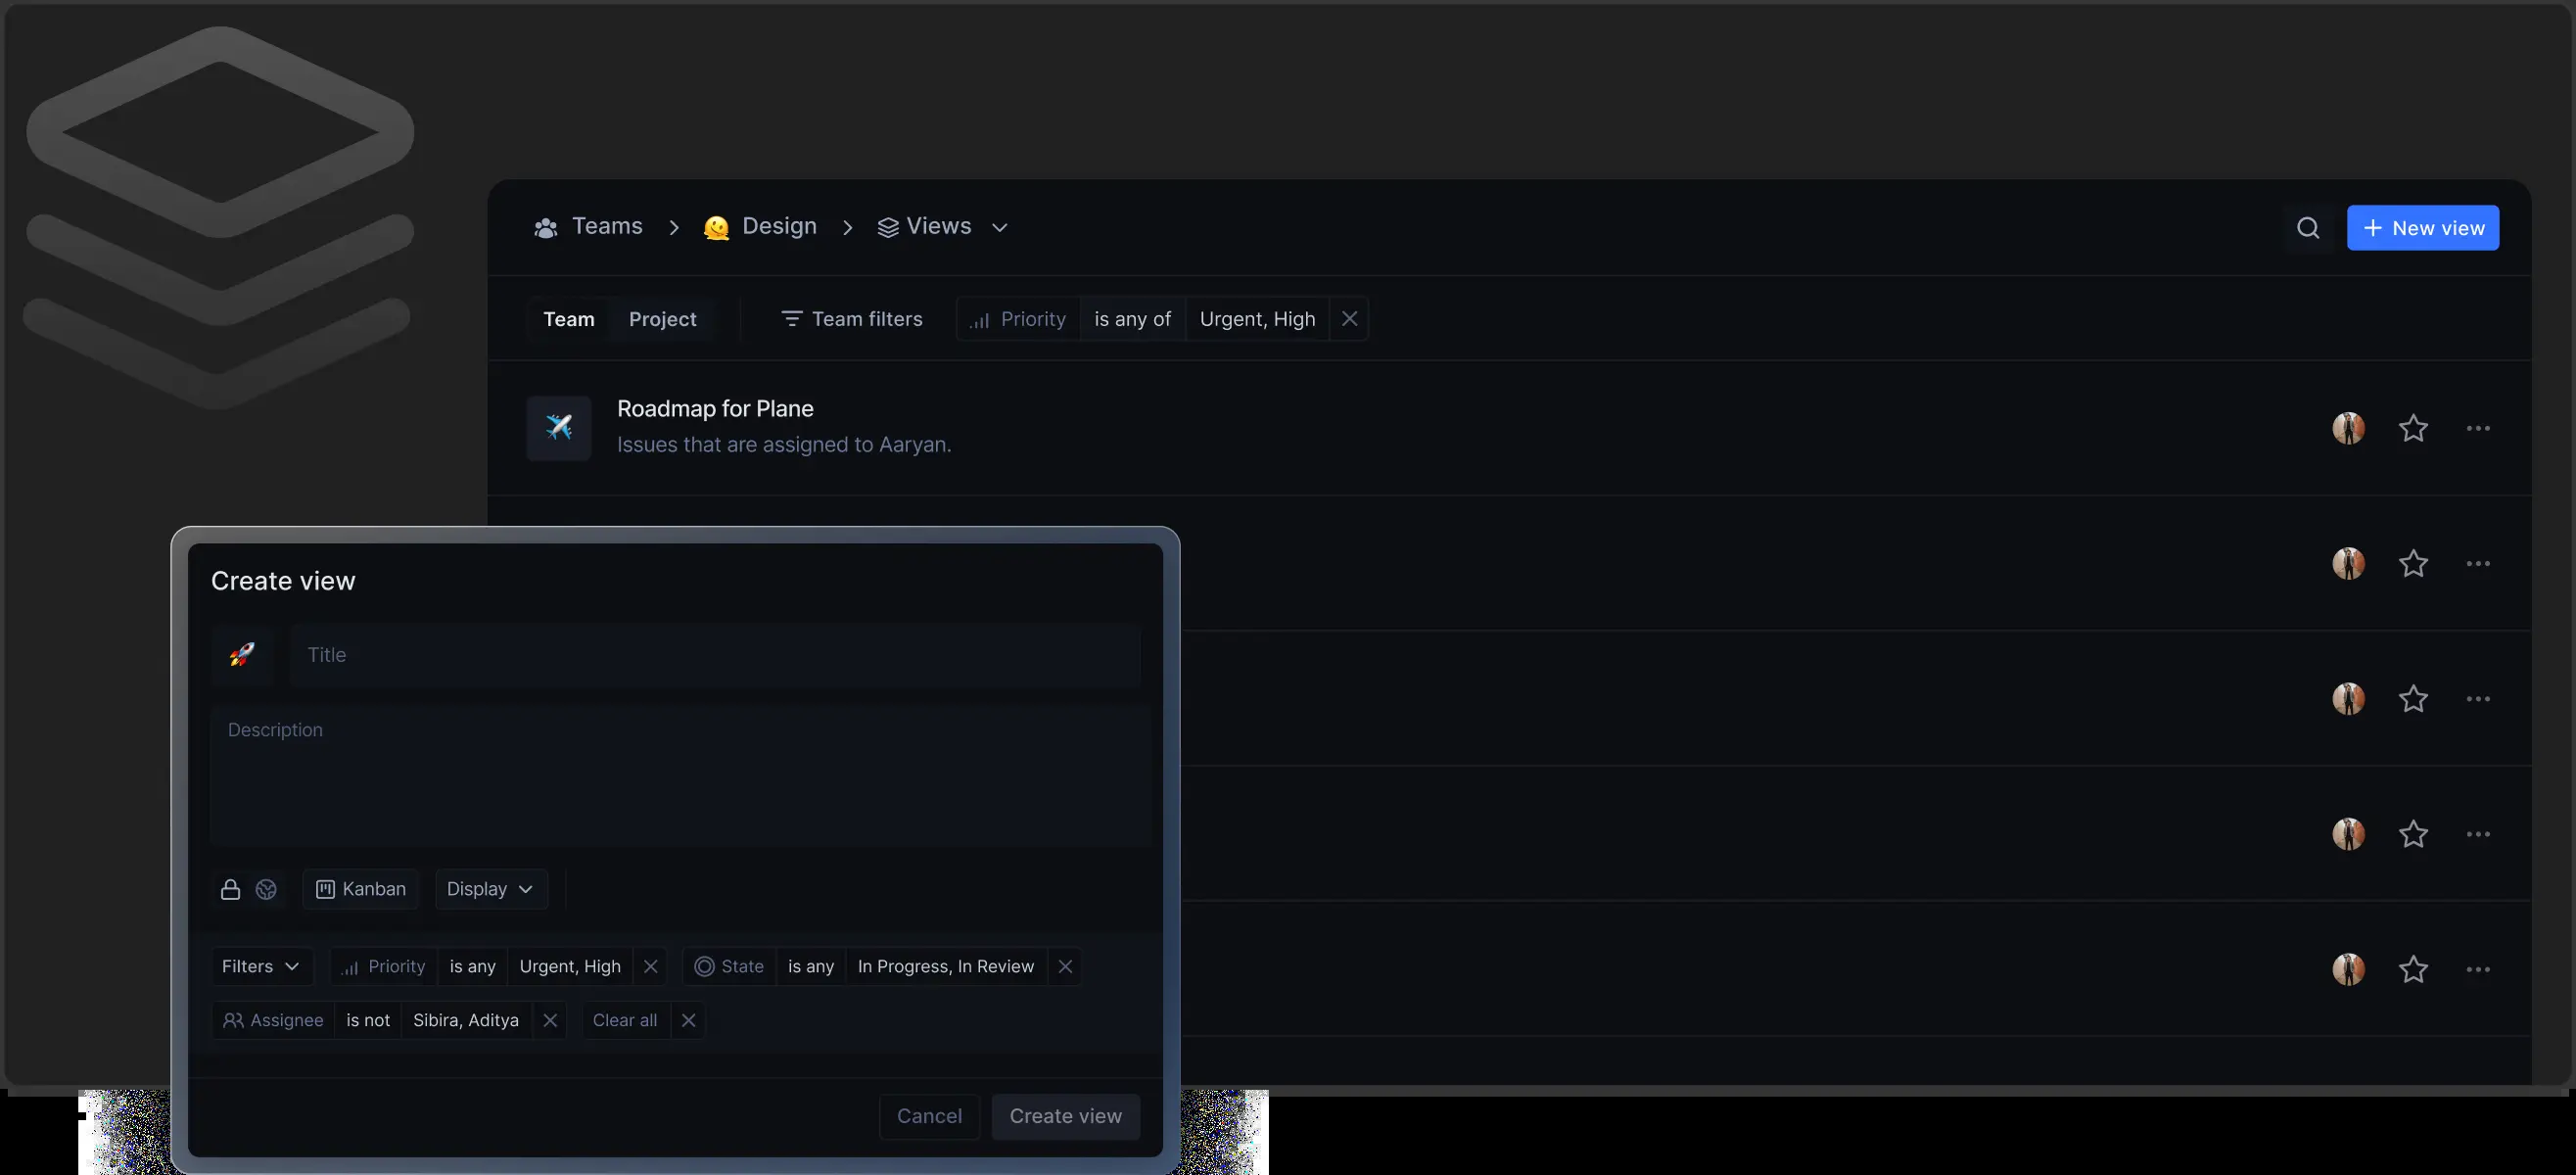 Teams Design Views
New view
Team Project Team filters Priority is any of Urgent, High
Roadmap for Plane
Issues that are assigned to Aaryan.
Create view
Title
Description
Kanban Display
Filters Priority is any Urgent, High State is any In Progress, In Review
Assignee is not Sibira, Aditya Clear all
Cancel Create view